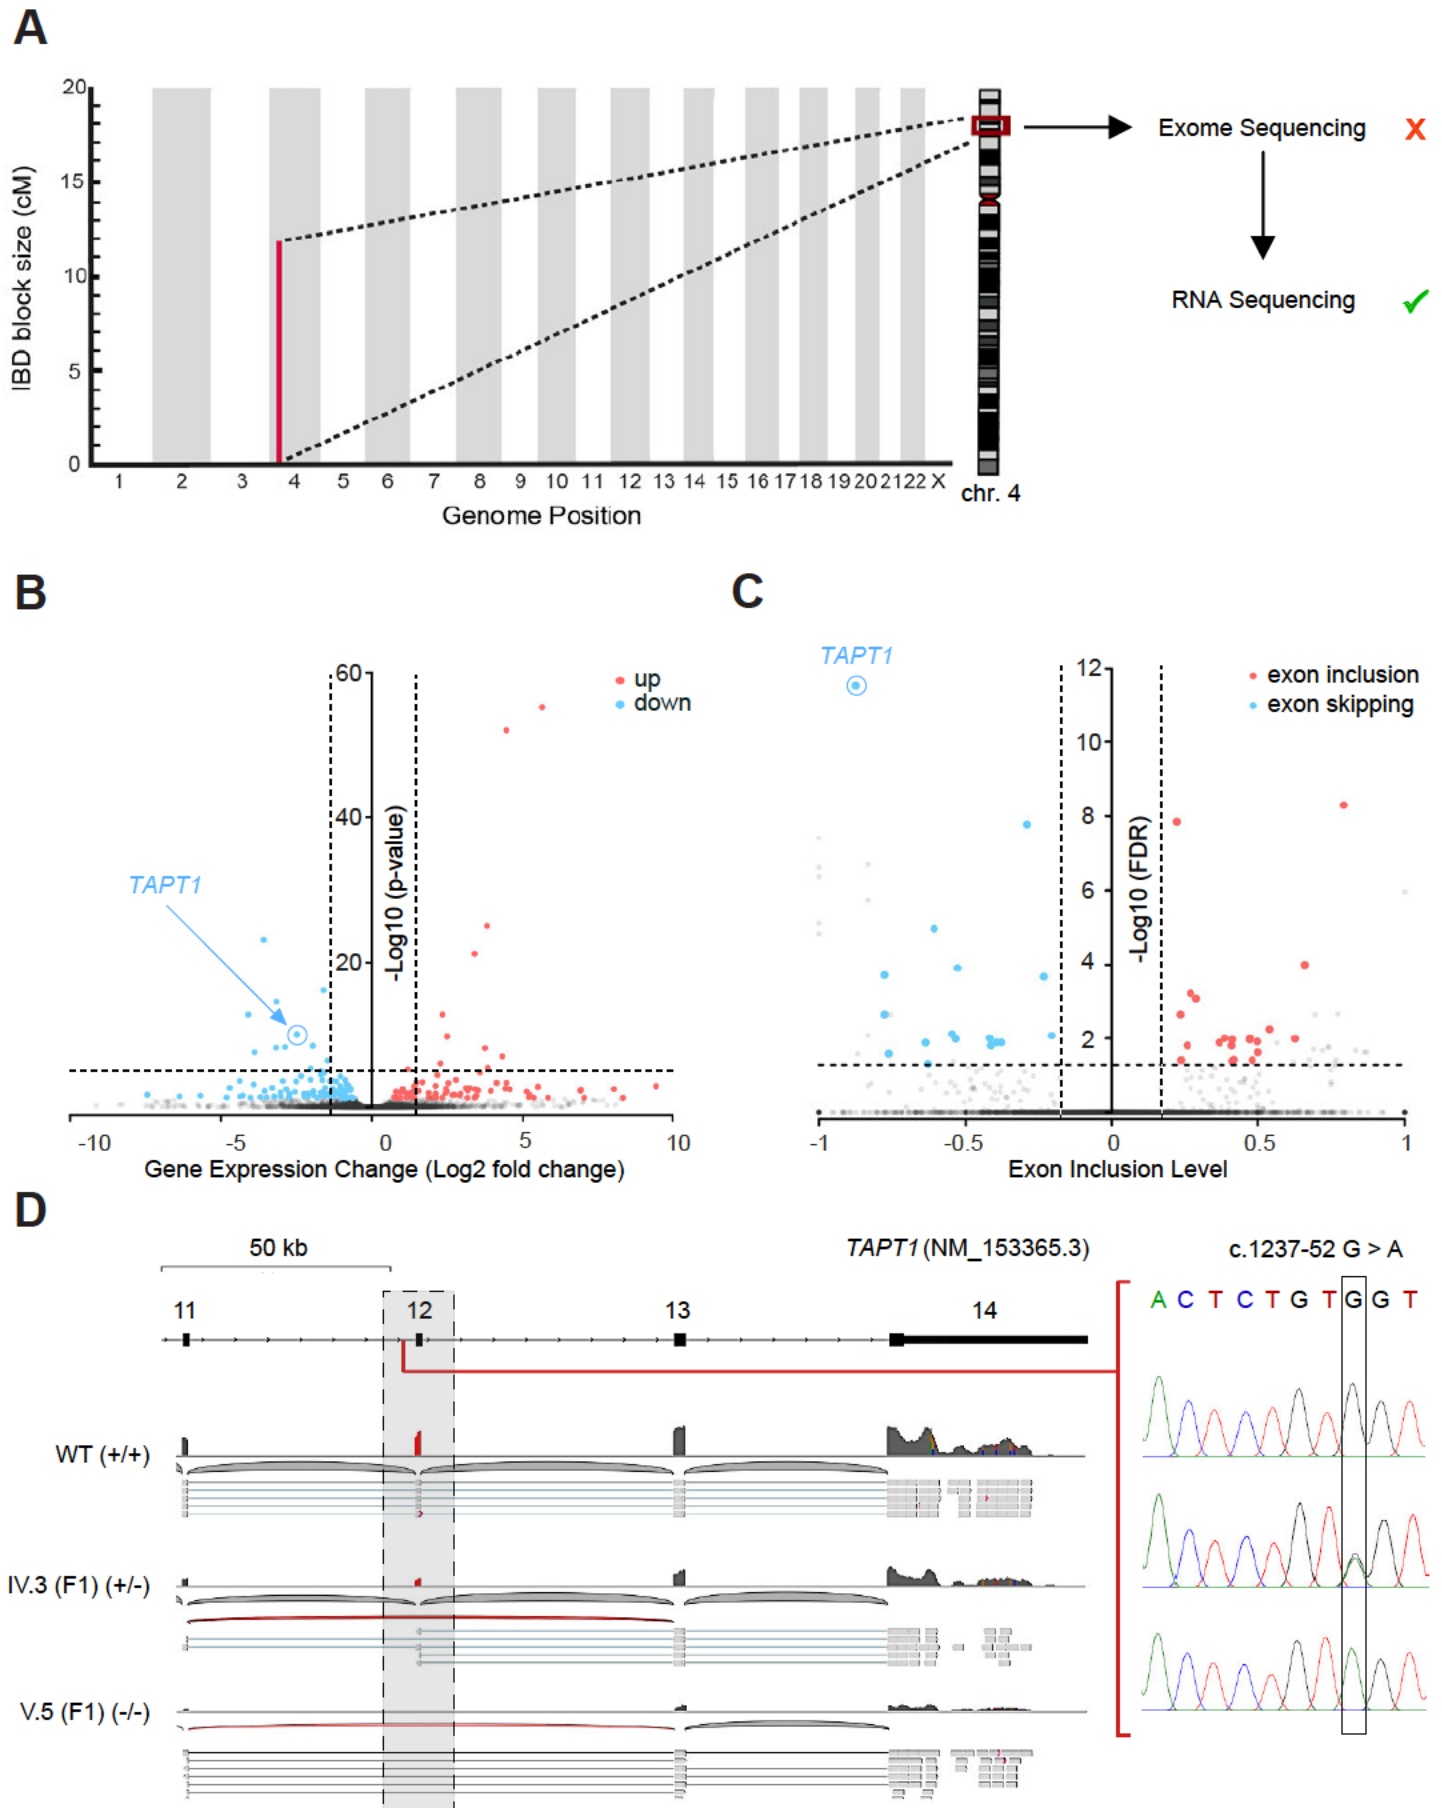 A
20
15
10
5
0
IBD block size (cM)
1 2 3 4 5 6 7 8 9 10 11 12 13 14 15 16 17 18 19 20 21 22 X
Genome Position
chr. 4
Exome Sequencing X
RNA Sequencing ✓
B
60
40
20
-Log10 (p-value)
up
down
TAPT1
-10 -5 0 5 10
Gene Expression Change (Log2 fold change)
C
TAPT1
12
10
8
6
4
2
-Log10 (FDR)
exon inclusion
exon skipping
-1 -0.5 0 0.5 1
Exon Inclusion Level
D
50 kb
TAPT1 (NM_153365.3)
c.1237-52 G > A
11 12 13 14
A C T C T G T G G T
WT (+/+)
IV.3 (F1) (+/-)
V.5 (F1) (-/-)